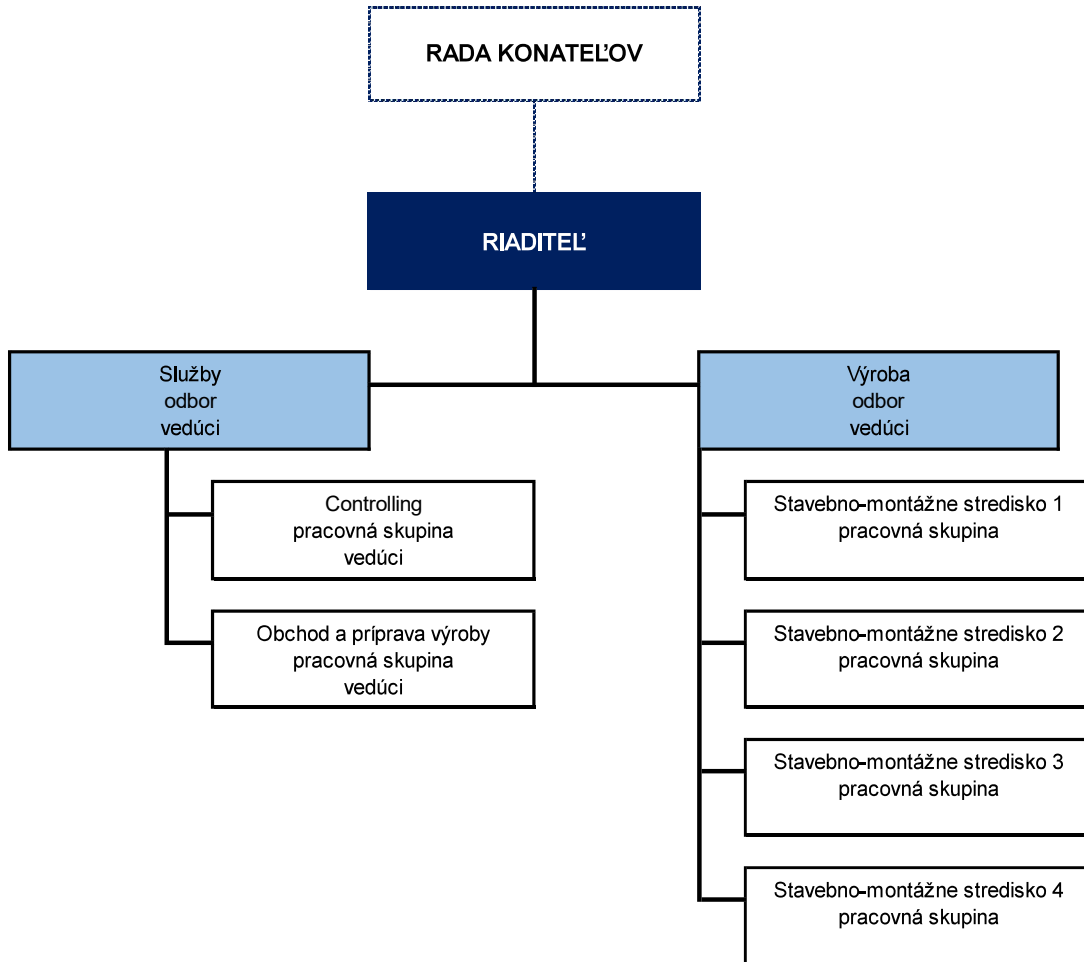 RADA KONATEĽOV
RIADITEĽ
Služby
odbor
vedúci
Controlling
pracovná skupina
vedúci
Obchod a príprava výroby
pracovná skupina
vedúci
Výroba
odbor
vedúci
Stavebno-montážne stredisko 1
pracovná skupina
Stavebno-montážne stredisko 2
pracovná skupina
Stavebno-montážne stredisko 3
pracovná skupina
Stavebno-montážne stredisko 4
pracovná skupina